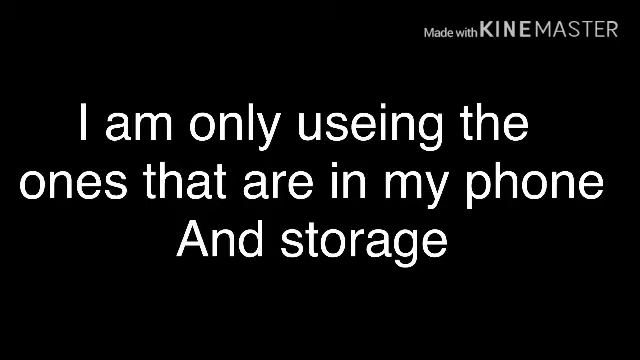 Made with KINEMASTER
I am only useing the
ones that are in my phone
And storage